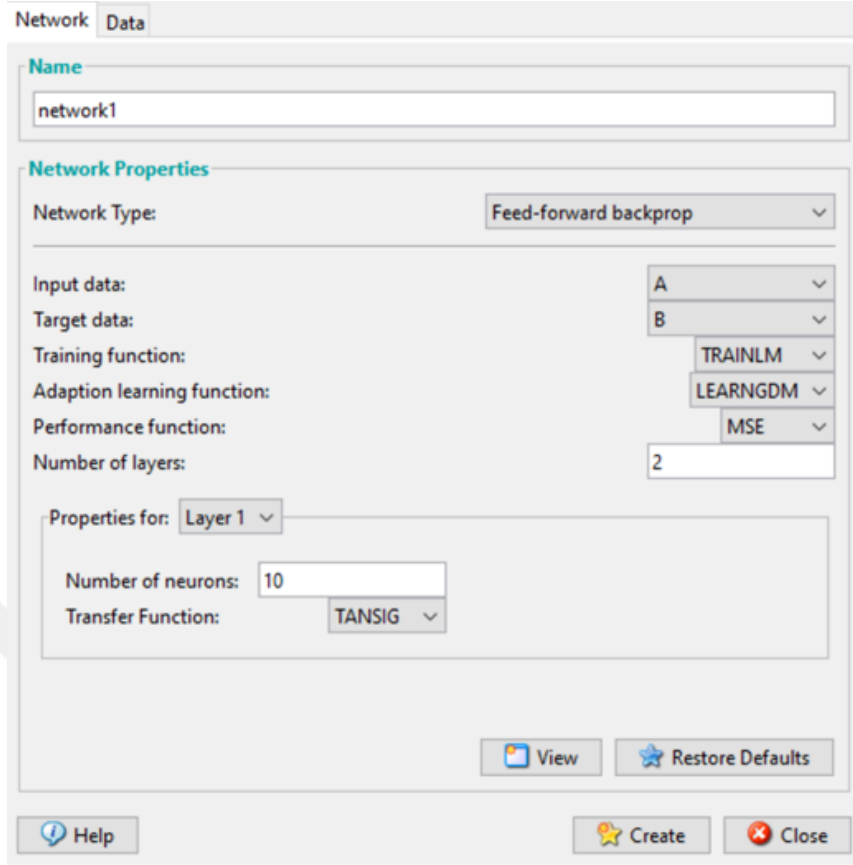 Network Data
Name
network1
Network Properties
Network Type: Feed-forward backprop
Input data: A
Target data: B
Training function: TRAINLM
Adaption learning function: LEARNGDM
Performance function: MSE
Number of layers: 2
Properties for: Layer 1
Number of neurons: 10
Transfer Function: TANSIG
View Restore Defaults
Help Create Close